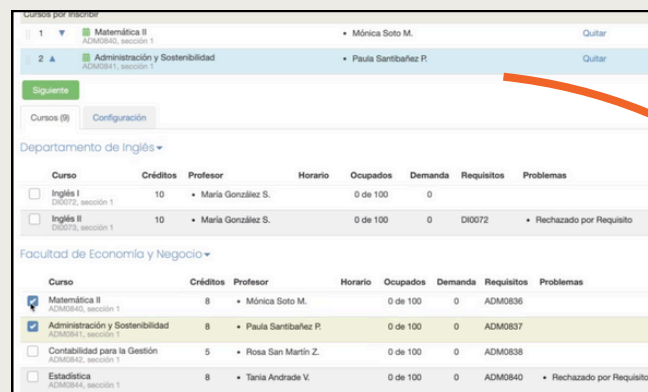 Cursos por inscribir
1 Matemática II • Mónica Soto M. Quitar
ADM0840, sección 1
2 Administración y Sostenibilidad • Paula Santibañez P. Quitar
ADM0841, sección 1
Siguiente
Cursos (9) Configuración
Departamento de Inglés
Curso Créditos Profesor Horario Ocupados Demanda Requisitos Problemas
Inglés I 10 • María González S. 0 de 100 0
DI0072, sección 1
Inglés II 10 • María González S. 0 de 100 0 DI0072 • Rechazado por Requisito
DI0073, sección 1
Facultad de Economía y Negocio
Curso Créditos Profesor Horario Ocupados Demanda Requisitos Problemas
Matemática II 8 • Mónica Soto M. 0 de 100 0 ADM0836
ADM0840, sección 1
Administración y Sostenibilidad 8 • Paula Santibañez P. 0 de 100 0 ADM0837
ADM0841, sección 1
Contabilidad para la Gestión 5 • Rosa San Martín Z. 0 de 100 0 ADM0838
ADM0842, sección 1
Estadística 8 • Tania Andrade V. 0 de 100 0 ADM0840 • Rechazado por Requisito
ADM0844, sección 1